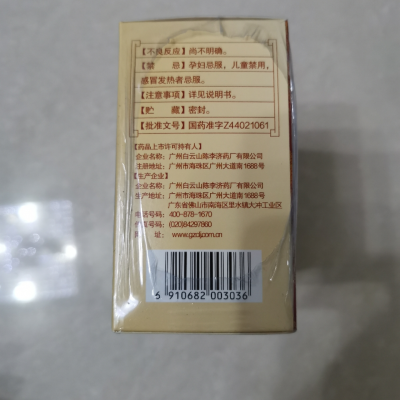 【不良反应】尚不明确。
【禁 忌】孕妇忌服，儿童禁用，
感冒发热者忌服。
【注意事项】详见说明书。
【贮 藏】密封。
【批准文号】国药准字Z44021061
【药品上市许可持有人】
企业名称：广州白云山陈李济药厂有限公司
注册地址：广州市海珠区广州大道南1688号
【生产企业】
企业名称：广州白云山陈李济药厂有限公司
生产地址：广州市海珠区广州大道南1688号
广东省佛山市南海区里水镇大冲工业区
电话号码：400-878-1670
传真号码：(020)84297860
网 址：www.gzclj.com.cn
6 910682 003036